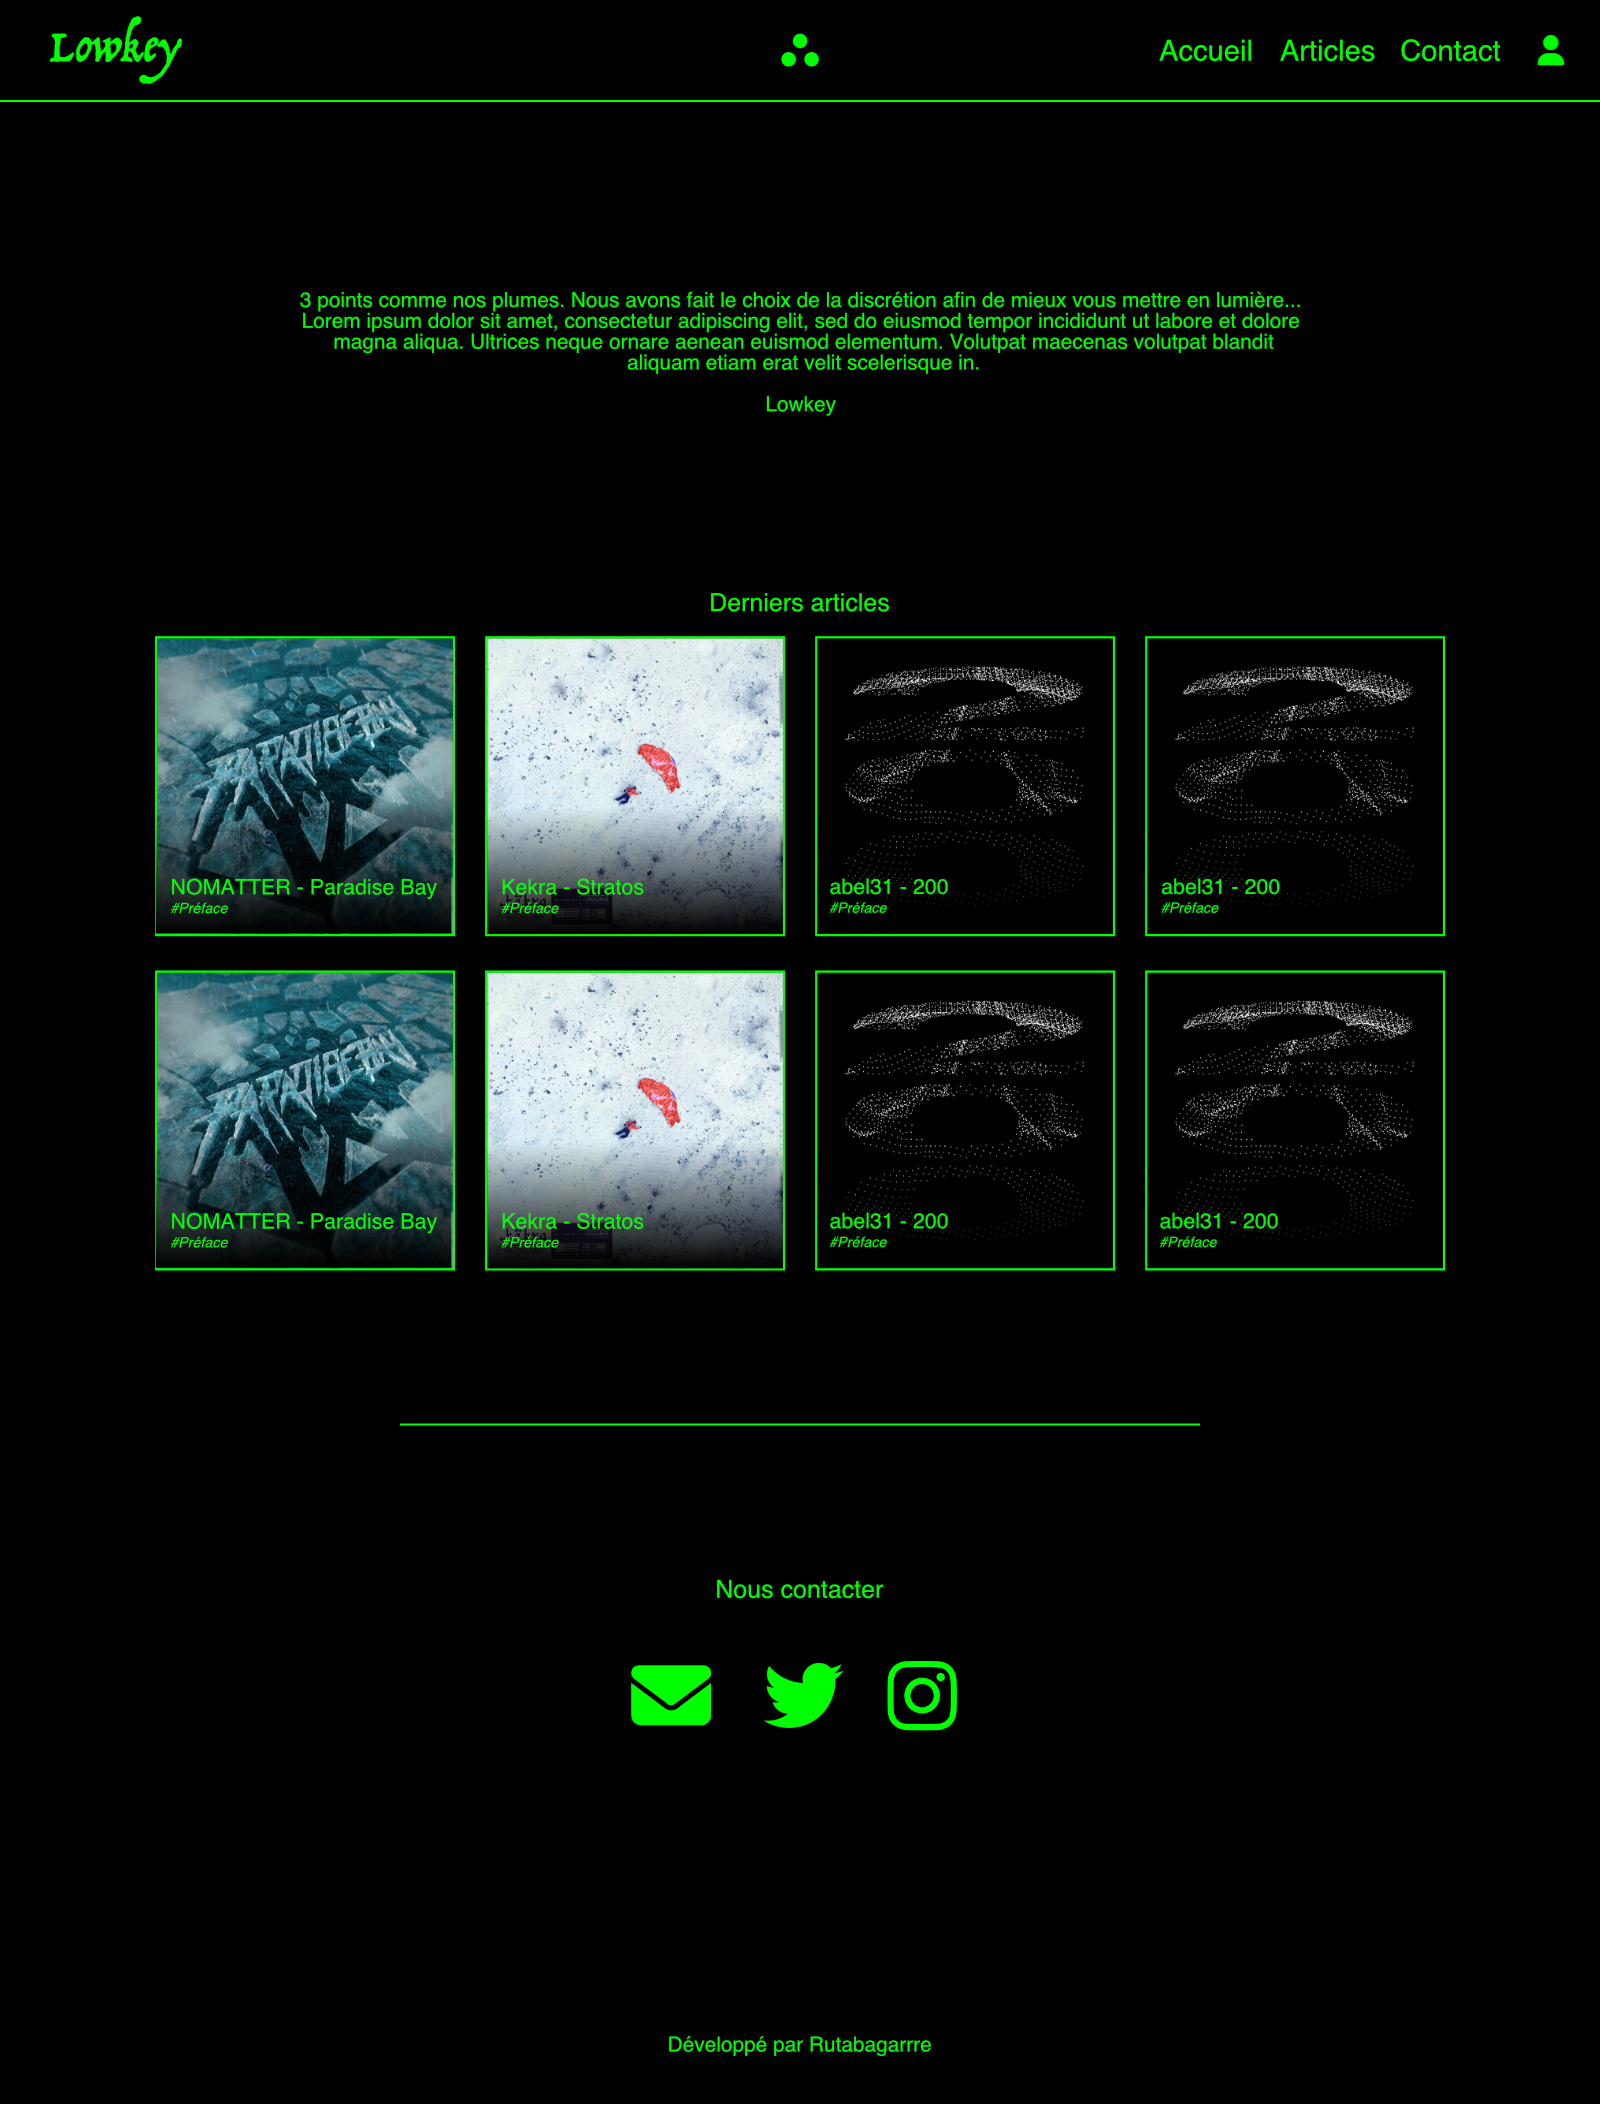 Lowkey
Accueil Articles Contact
3 points comme nos plumes. Nous avons fait le choix de la discrétion afin de mieux vous mettre en lumière...
Lorem ipsum dolor sit amet, consectetur adipiscing elit, sed do eiusmod tempor incididunt ut labore et dolore
magna aliqua. Ultrices neque ornare aenean euismod elementum. Volutpat maecenas volutpat blandit
aliquam etiam erat velit scelerisque in.
Lowkey
Derniers articles
NOMATTER - Paradise Bay
#Préface
Kekra - Stratos
#Préface
abel31 - 200
#Préface
abel31 - 200
#Préface
NOMATTER - Paradise Bay
#Préface
Kekra - Stratos
#Préface
abel31 - 200
#Préface
abel31 - 200
#Préface
Nous contacter
Développé par Rutabagarrre